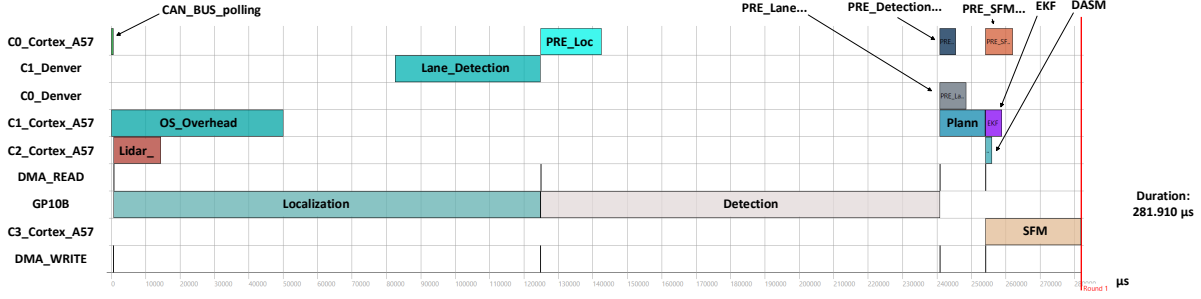 CAN_BUS_polling
PRE_Lane...
PRE_Detection...
PRE_SFM...
EKF
DASM
C0_Cortex_A57
PRE_Loc
PRE...
PRE_SF...
C1_Denver
Lane_Detection
C0_Denver
PRE_La...
C1_Cortex_A57
OS_Overhead
Plann
EKF
C2_Cortex_A57
Lidar_
DMA_READ
GP10B
Localization
Detection
Duration:
281.910 µs
C3_Cortex_A57
SFM
DMA_WRITE
0 10000 20000 30000 40000 50000 60000 70000 80000 90000 100000 110000 120000 130000 140000 150000 160000 170000 180000 190000 200000 210000 220000 230000 240000 250000 260000 270000
µs
Round 1